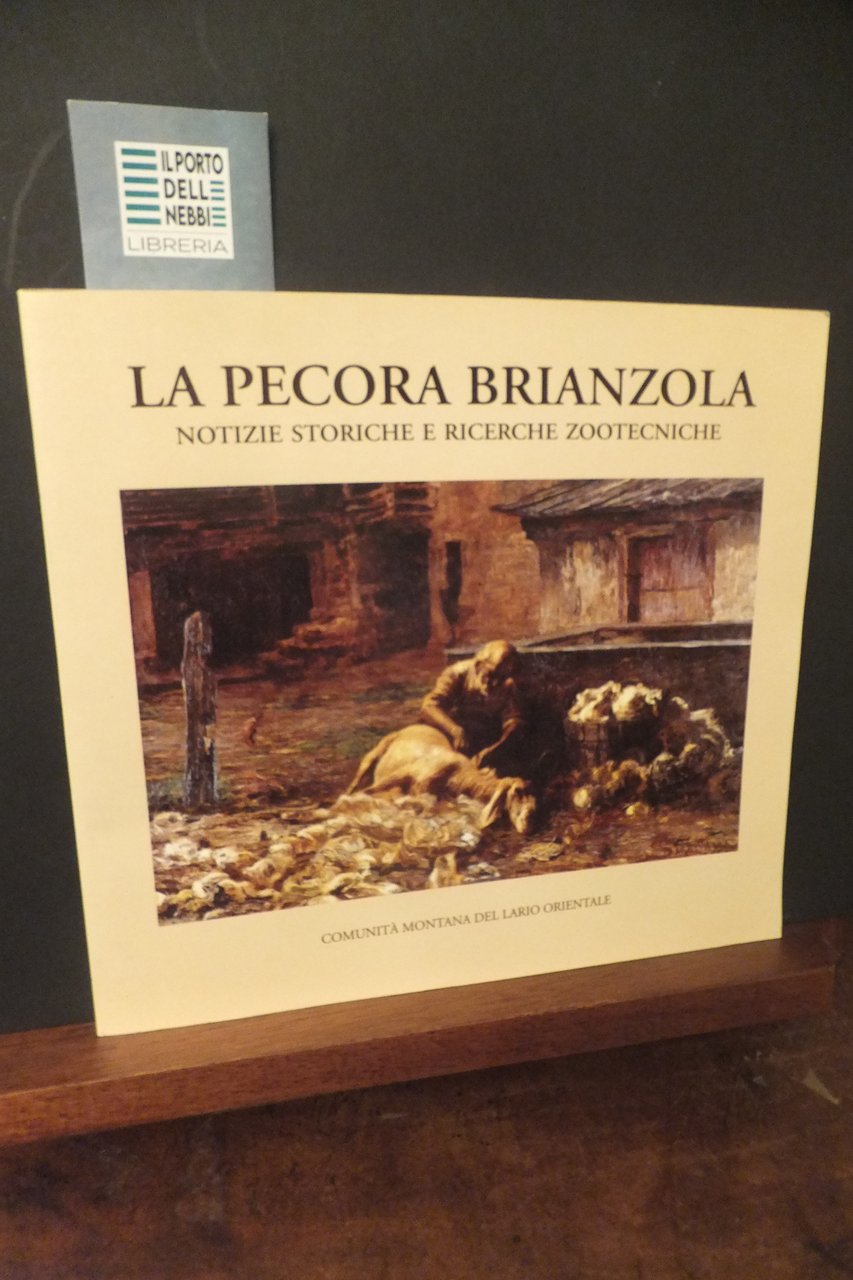 IL PORTO
DELLE
NEBBIE
LIBRERIA
LA PECORA BRIANZOLA
NOTIZIE STORICHE E RICERCHE ZOOTECNICHE
COMUNITÀ MONTANA DEL LARIO ORIENTALE